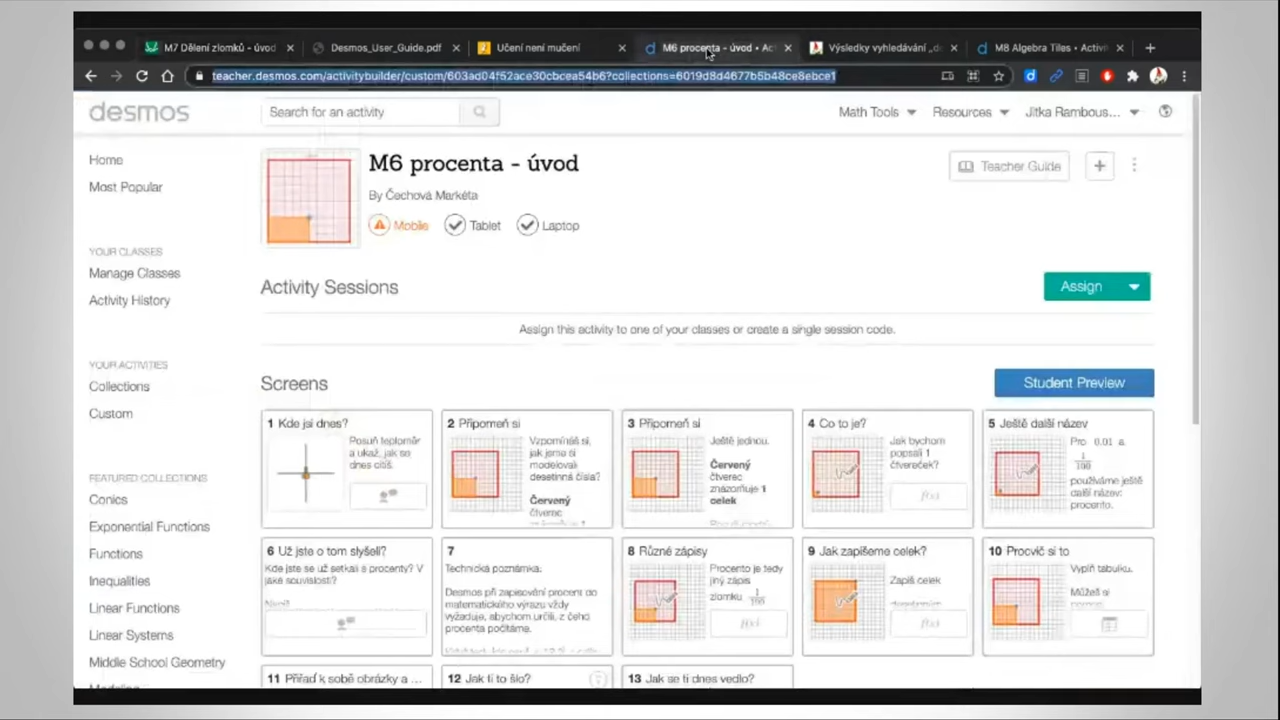 M7 Dělení zlomků - úvod
Desmos_User_Guide.pdf
Učení není mučení
M6 procenta - úvod • Ac
Výsledky vyhledávání „d
M8 Algebra Tiles • Activi
teacher.desmos.com/activitybuilder/custom/603ad04f52ace30cbcea54b6?collections=6019d8d4677b5b48ce8ebce1
desmos
Search for an activity
Math Tools
Resources
Jitka Rambous...
Home
Most Popular
YOUR CLASSES
Manage Classes
Activity History
YOUR ACTIVITIES
Collections
Custom
FEATURED COLLECTIONS
Conics
Exponential Functions
Functions
Inequalities
Linear Functions
Linear Systems
Middle School Geometry
M6 procenta - úvod
Teacher Guide
By Čechová Markéta
Mobile
Tablet
Laptop
Activity Sessions
Assign
Assign this activity to one of your classes or create a single session code.
Screens
Student Preview
1 Kde jsi dnes?
Posuň teploměr
a ukaž, jak se
dnes cítíš.
2 Připomeň si
Vzpomínáš si,
jak jsme si
modelovali
desetinná čísla?
Červený
čtverec
3 Připomeň si
Ještě jednou.
Červený
čtverec
znázorňuje 1
celek
4 Co to je?
Jak bychom
popsali 1
čtvereček?
f(x)
5 Ještě další název
Pro 0.01 a
1
100
používáme ještě
další název:
procento.
6 Už jste o tom slyšeli?
Kde jste se už setkali s procenty? V
jaké souvislosti?
7
Technická poznámka:
Desmos při zapisování procent do
matematického výrazu vždy
vyžaduje, abychom určili, z čeho
procenta počítáme.
8 Různé zápisy
Procento je tedy
jiný zápis
zlomku 1
100
f(x)
9 Jak zapíšeme celek?
Zapiš celek
f(x)
10 Procvič si to
Vyplň tabulku.
Můžeš si
11 Přiřaď k sobě obrázky a ...
12 Jak ti to šlo?
13 Jak se ti dnes vedlo?